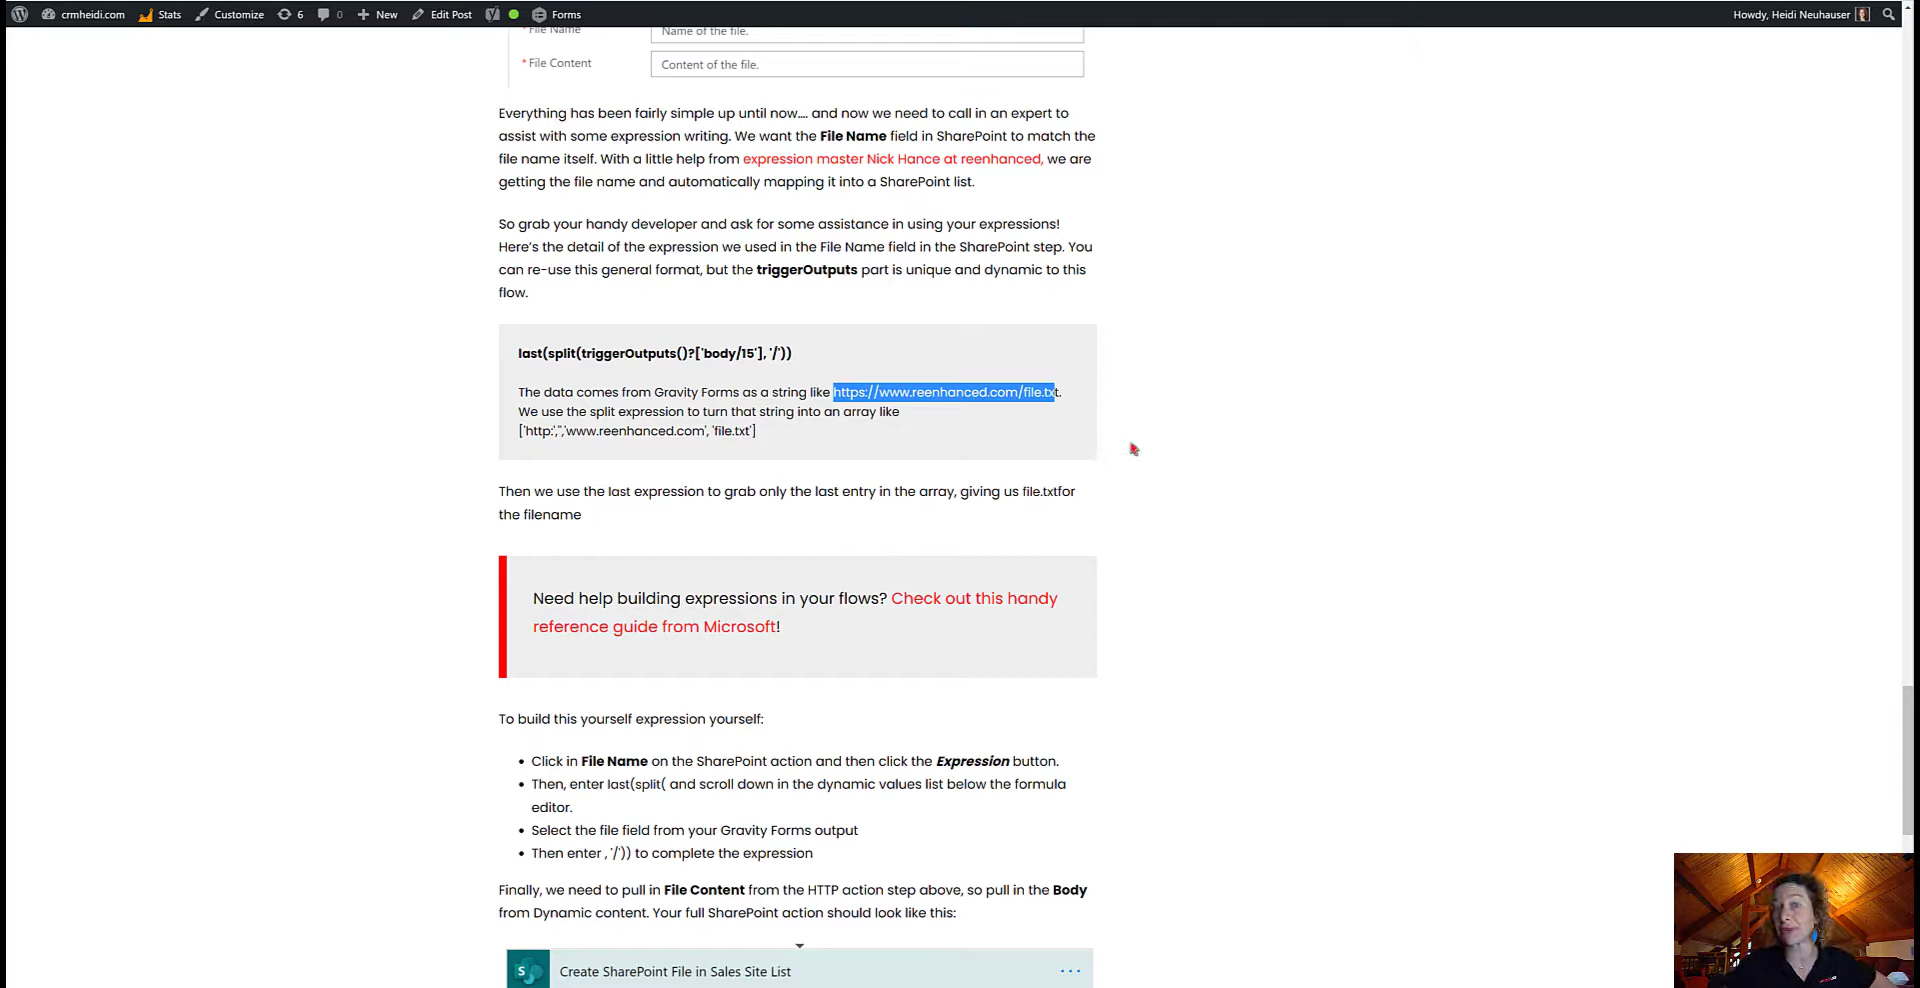 crmheidi.com Stats Customize 6 0 New Edit Post Forms Howdy, Heidi Neuhauser
* File Name Name of the file.
* File Content Content of the file.
Everything has been fairly simple up until now.... and now we need to call in an expert to
assist with some expression writing. We want the File Name field in SharePoint to match the
file name itself. With a little help from expression master Nick Hance at reenhanced, we are
getting the file name and automatically mapping it into a SharePoint list.
So grab your handy developer and ask for some assistance in using your expressions!
Here's the detail of the expression we used in the File Name field in the SharePoint step. You
can re-use this general format, but the triggerOutputs part is unique and dynamic to this
flow.
last(split(triggerOutputs()?['body/15'], '/'))
The data comes from Gravity Forms as a string like https://www.reenhanced.com/file.txt.
We use the split expression to turn that string into an array like
['http:','','www.reenhanced.com', 'file.txt']
Then we use the last expression to grab only the last entry in the array, giving us file.txtfor
the filename
Need help building expressions in your flows? Check out this handy
reference guide from Microsoft!
To build this yourself expression yourself:
• Click in File Name on the SharePoint action and then click the Expression button.
• Then, enter last(split( and scroll down in the dynamic values list below the formula
editor.
• Select the file field from your Gravity Forms output
• Then enter , '/')) to complete the expression
Finally, we need to pull in File Content from the HTTP action step above, so pull in the Body
from Dynamic content. Your full SharePoint action should look like this:
S Create SharePoint File in Sales Site List ...